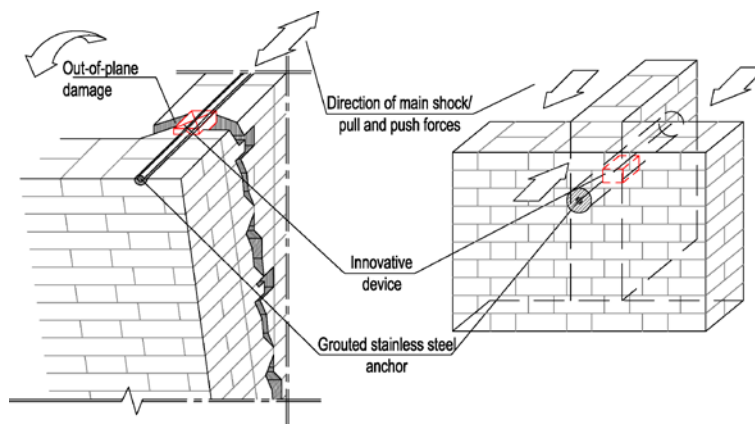 Out-of-plane
damage
Direction of main shock/
pull and push forces
Innovative
device
Grouted stainless steel
anchor